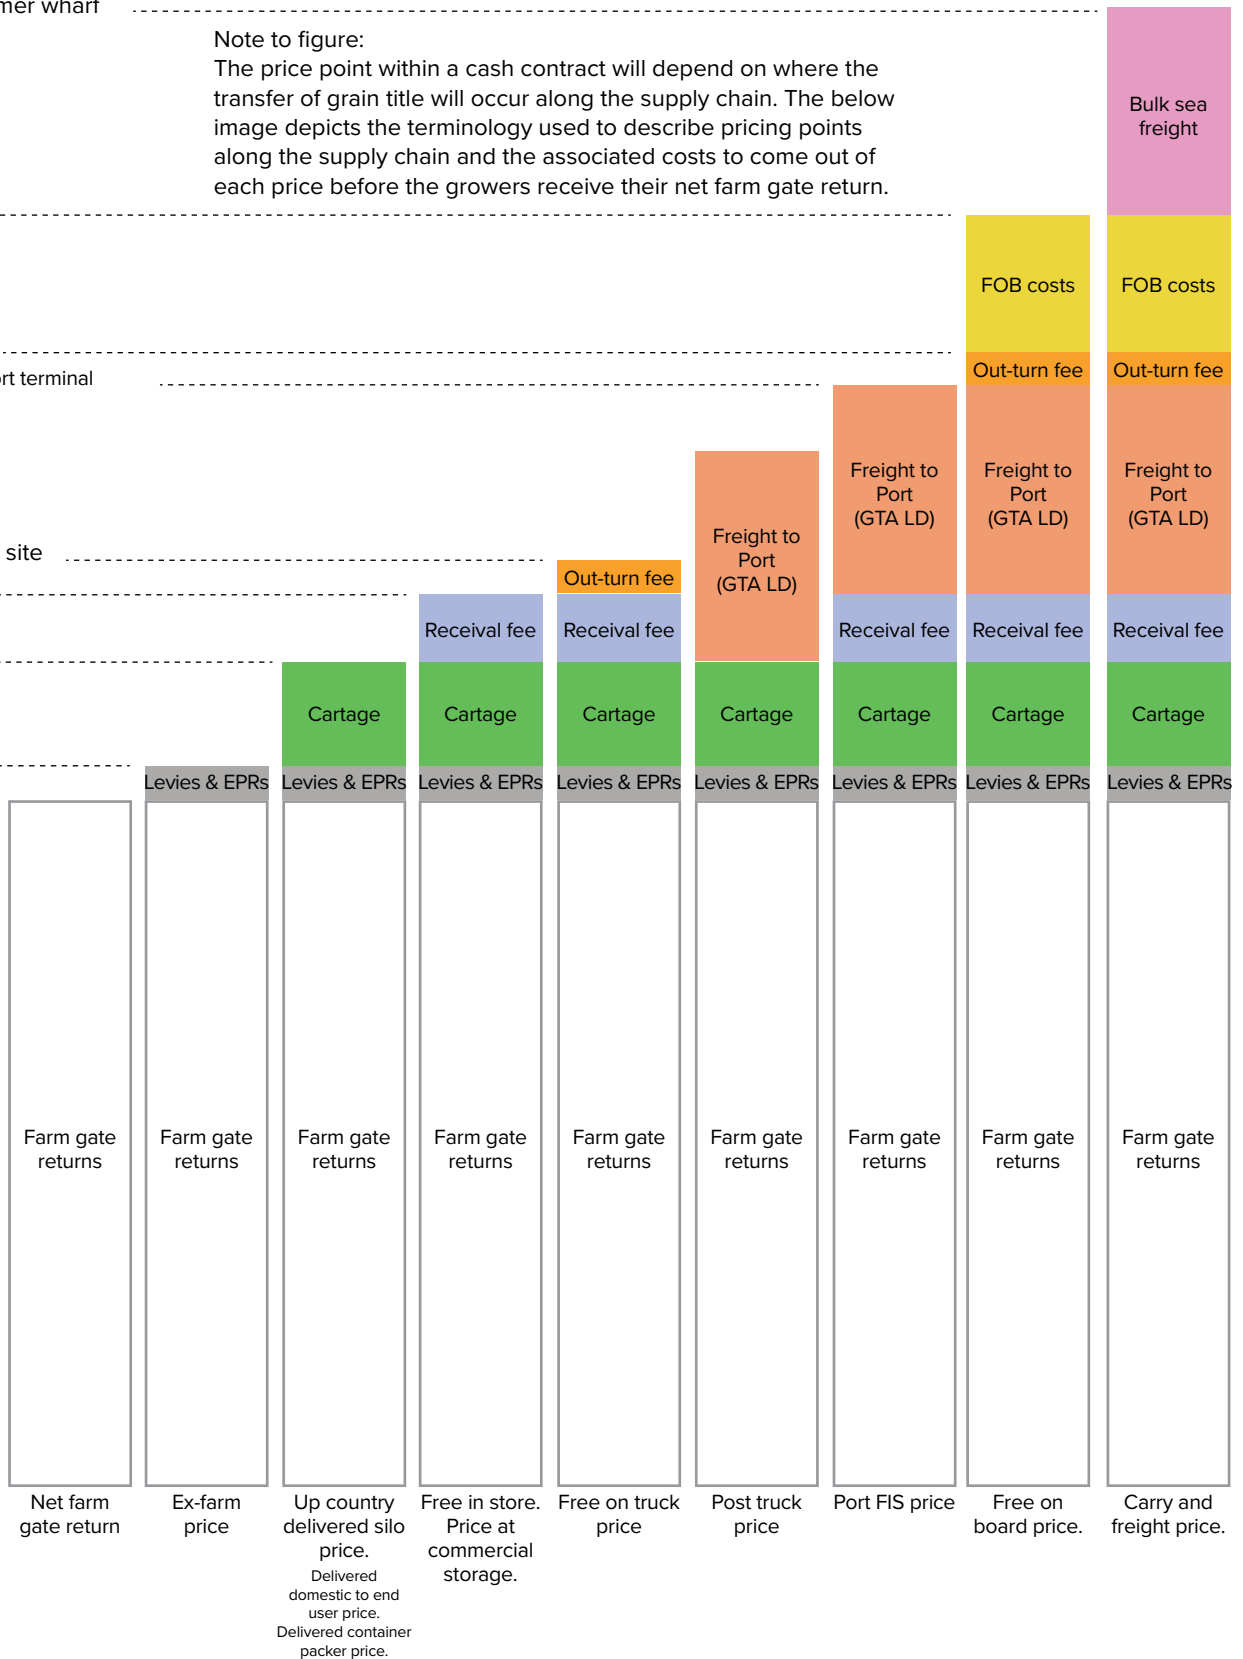 mer wharf
Note to figure:
The price point within a cash contract will depend on where the
transfer of grain title will occur along the supply chain. The below
image depicts the terminology used to describe pricing points
along the supply chain and the associated costs to come out of
each price before the growers receive their net farm gate return.
Bulk sea
freight
FOB costs
FOB costs
rt terminal
Out-turn fee
Out-turn fee
Freight to
Port
(GTA LD)
Freight to
Port
(GTA LD)
Freight to
Port
(GTA LD)
Freight to
Port
(GTA LD)
site
Out-turn fee
Receival fee
Receival fee
Receival fee
Receival fee
Receival fee
Cartage
Cartage
Cartage
Cartage
Cartage
Cartage
Cartage
Levies & EPRs
Levies & EPRs
Levies & EPRs
Levies & EPRs
Levies & EPRs
Levies & EPRs
Levies & EPRs
Levies & EPRs
Farm gate
returns
Farm gate
returns
Farm gate
returns
Farm gate
returns
Farm gate
returns
Farm gate
returns
Farm gate
returns
Farm gate
returns
Farm gate
returns
Net farm
gate return
Ex-farm
price
Up country
delivered silo
price.
Delivered
domestic to end
user price.
Delivered container
packer price.
Free in store.
Price at
commercial
storage.
Free on truck
price
Post truck
price
Port FIS price
Free on
board price.
Carry and
freight price.